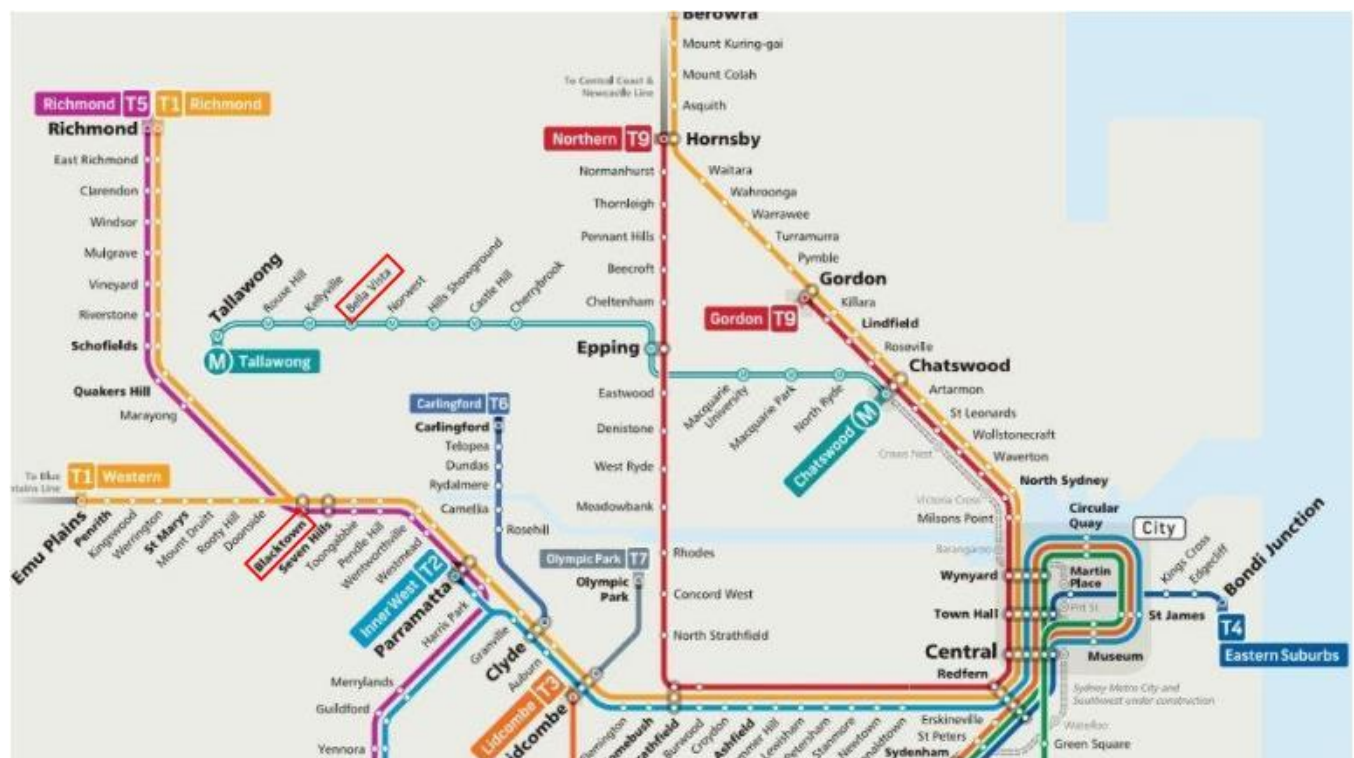 Berowra
Mount Kuring-gai
To Central Coast &
Newcastle Line
Mount Colah
Asquith
Richmond T5 T1 Richmond
Richmond
Northern T9
Hornsby
East Richmond
Clarendon
Windsor
Mulgrave
Vineyard
Riverstone
Schofields
Quakers Hill
Marayong
Normanhurst
Thornleigh
Pennant Hills
Beecroft
Cheltenham
Epping
Waitara
Wahroonga
Warrawee
Turramurra
Pymble
Gordon
Gordon T9
Killara
Lindfield
Roseville
Chatswood
Tallawong
Rouse Hill
Kellyville
Bella Vista
Norwest
Hills Showground
Castle Hill
Cherrybrook
M Tallawong
Macquarie
University
Macquarie Park
North Ryde
Chatswood M
Artarmon
St Leonards
Wollstonecraft
Waverton
Crows Nest
North Sydney
Victoria Cross
Milsons Point
Barangaroo
Eastwood
Denistone
West Ryde
Meadowbank
Rhodes
Concord West
North Strathfield
Carlingford T6
Carlingford
Telopea
Dundas
Rydalmere
Camellia
Rosehill
Olympic Park T7
Olympic
Park
To Blue
T1 Western
Emu Plains
Penrith
Kingswood
Werrington
St Marys
Mount Druitt
Rooty Hill
Doonside
Blacktown
Seven Hills
Toongabbie
Pendle Hill
Wentworthville
Westmead
Inner West T2
Parramatta
Harris Park
Granville
Clyde
Auburn
Lidcombe T3
Merrylands
Guildford
Yennora
Circular
Quay
City
Wynyard
Martin
Place
Town Hall
Pitt St
St James
Kings Cross
Edgecliff
Bondi Junction
T4
Eastern Suburbs
Central
Museum
Redfern
Sydney Metro City and
Southwest under construction
Burwood
Croydon
Ashfield
Lewisham
Petersham
Stanmore
Newtown
Erskineville
St Peters
Sydenham
Waterloo
Green Square